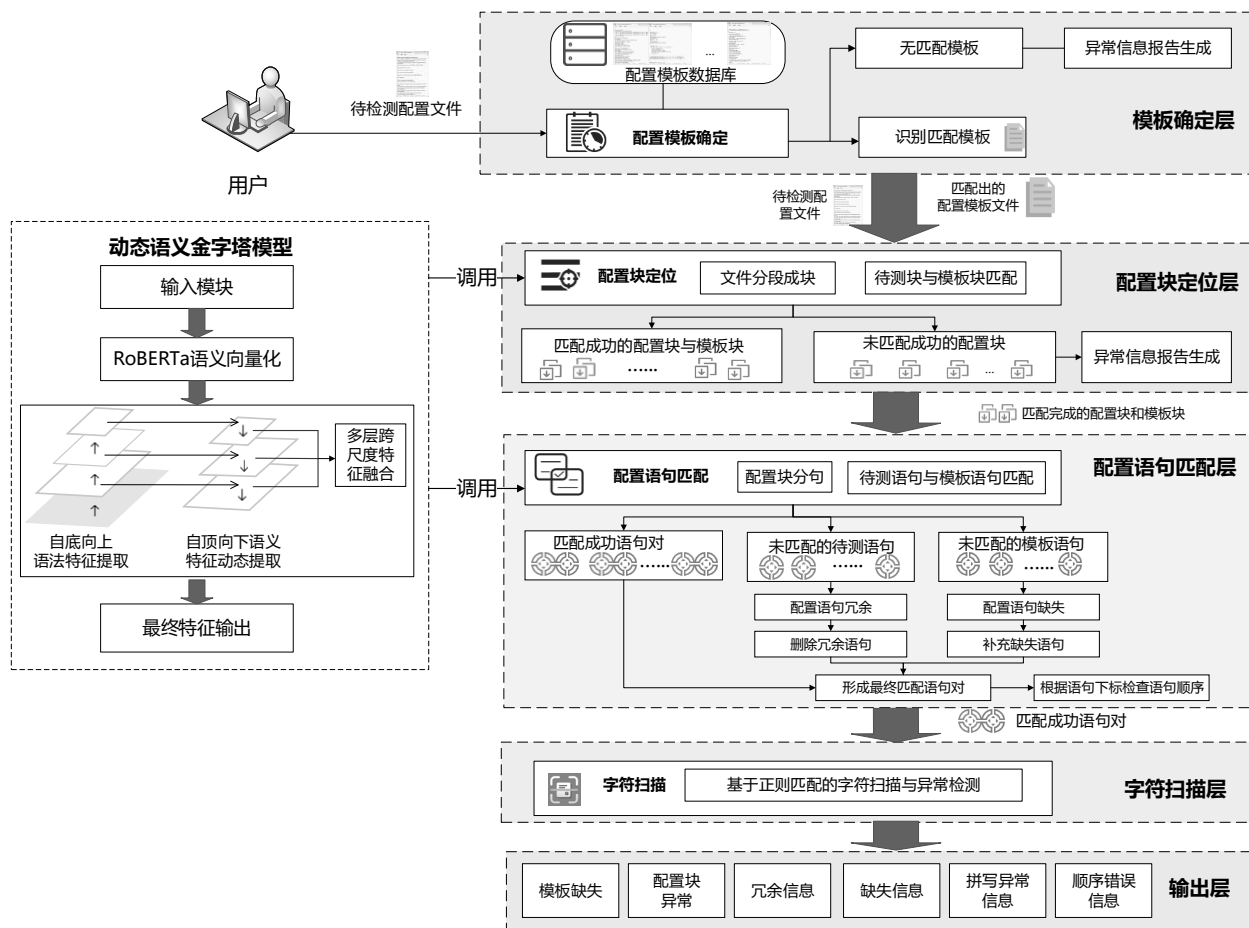 待检测配置文件
用户
...
配置模板数据库
配置模板确定
无匹配模板
异常信息报告生成
识别匹配模板
模板确定层
待检测配
置文件
匹配出的
配置模板文件
动态语义金字塔模型
输入模块
RoBERTa语义向量化
多层跨
尺度特
征融合
自底向上
语法特征提取
自顶向下语义
特征动态提取
最终特征输出
调用
配置块定位
文件分段成块
待测块与模板块匹配
配置块定位层
匹配成功的配置块与模板块
......
未匹配成功的配置块
...
异常信息报告生成
匹配完成的配置块和模板块
调用
配置语句匹配
配置块分句
待测语句与模板语句匹配
配置语句匹配层
匹配成功语句对
......
未匹配的待测语句
......
未匹配的模板语句
......
配置语句冗余
配置语句缺失
删除冗余语句
补充缺失语句
形成最终匹配语句对
根据语句下标检查语句顺序
匹配成功语句对
字符扫描
基于正则匹配的字符扫描与异常检测
字符扫描层
模板缺失
配置块
异常
冗余信息
缺失信息
拼写异常
信息
顺序错误
信息
输出层